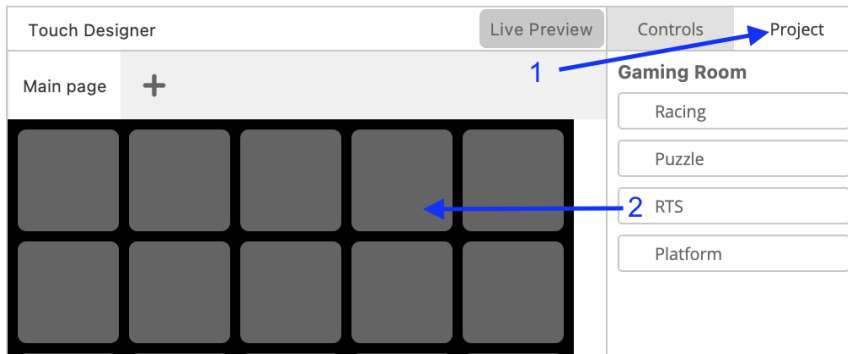 Touch Designer
Live Preview
Controls
Project
Main page
1
Gaming Room
Racing
Puzzle
2
RTS
Platform